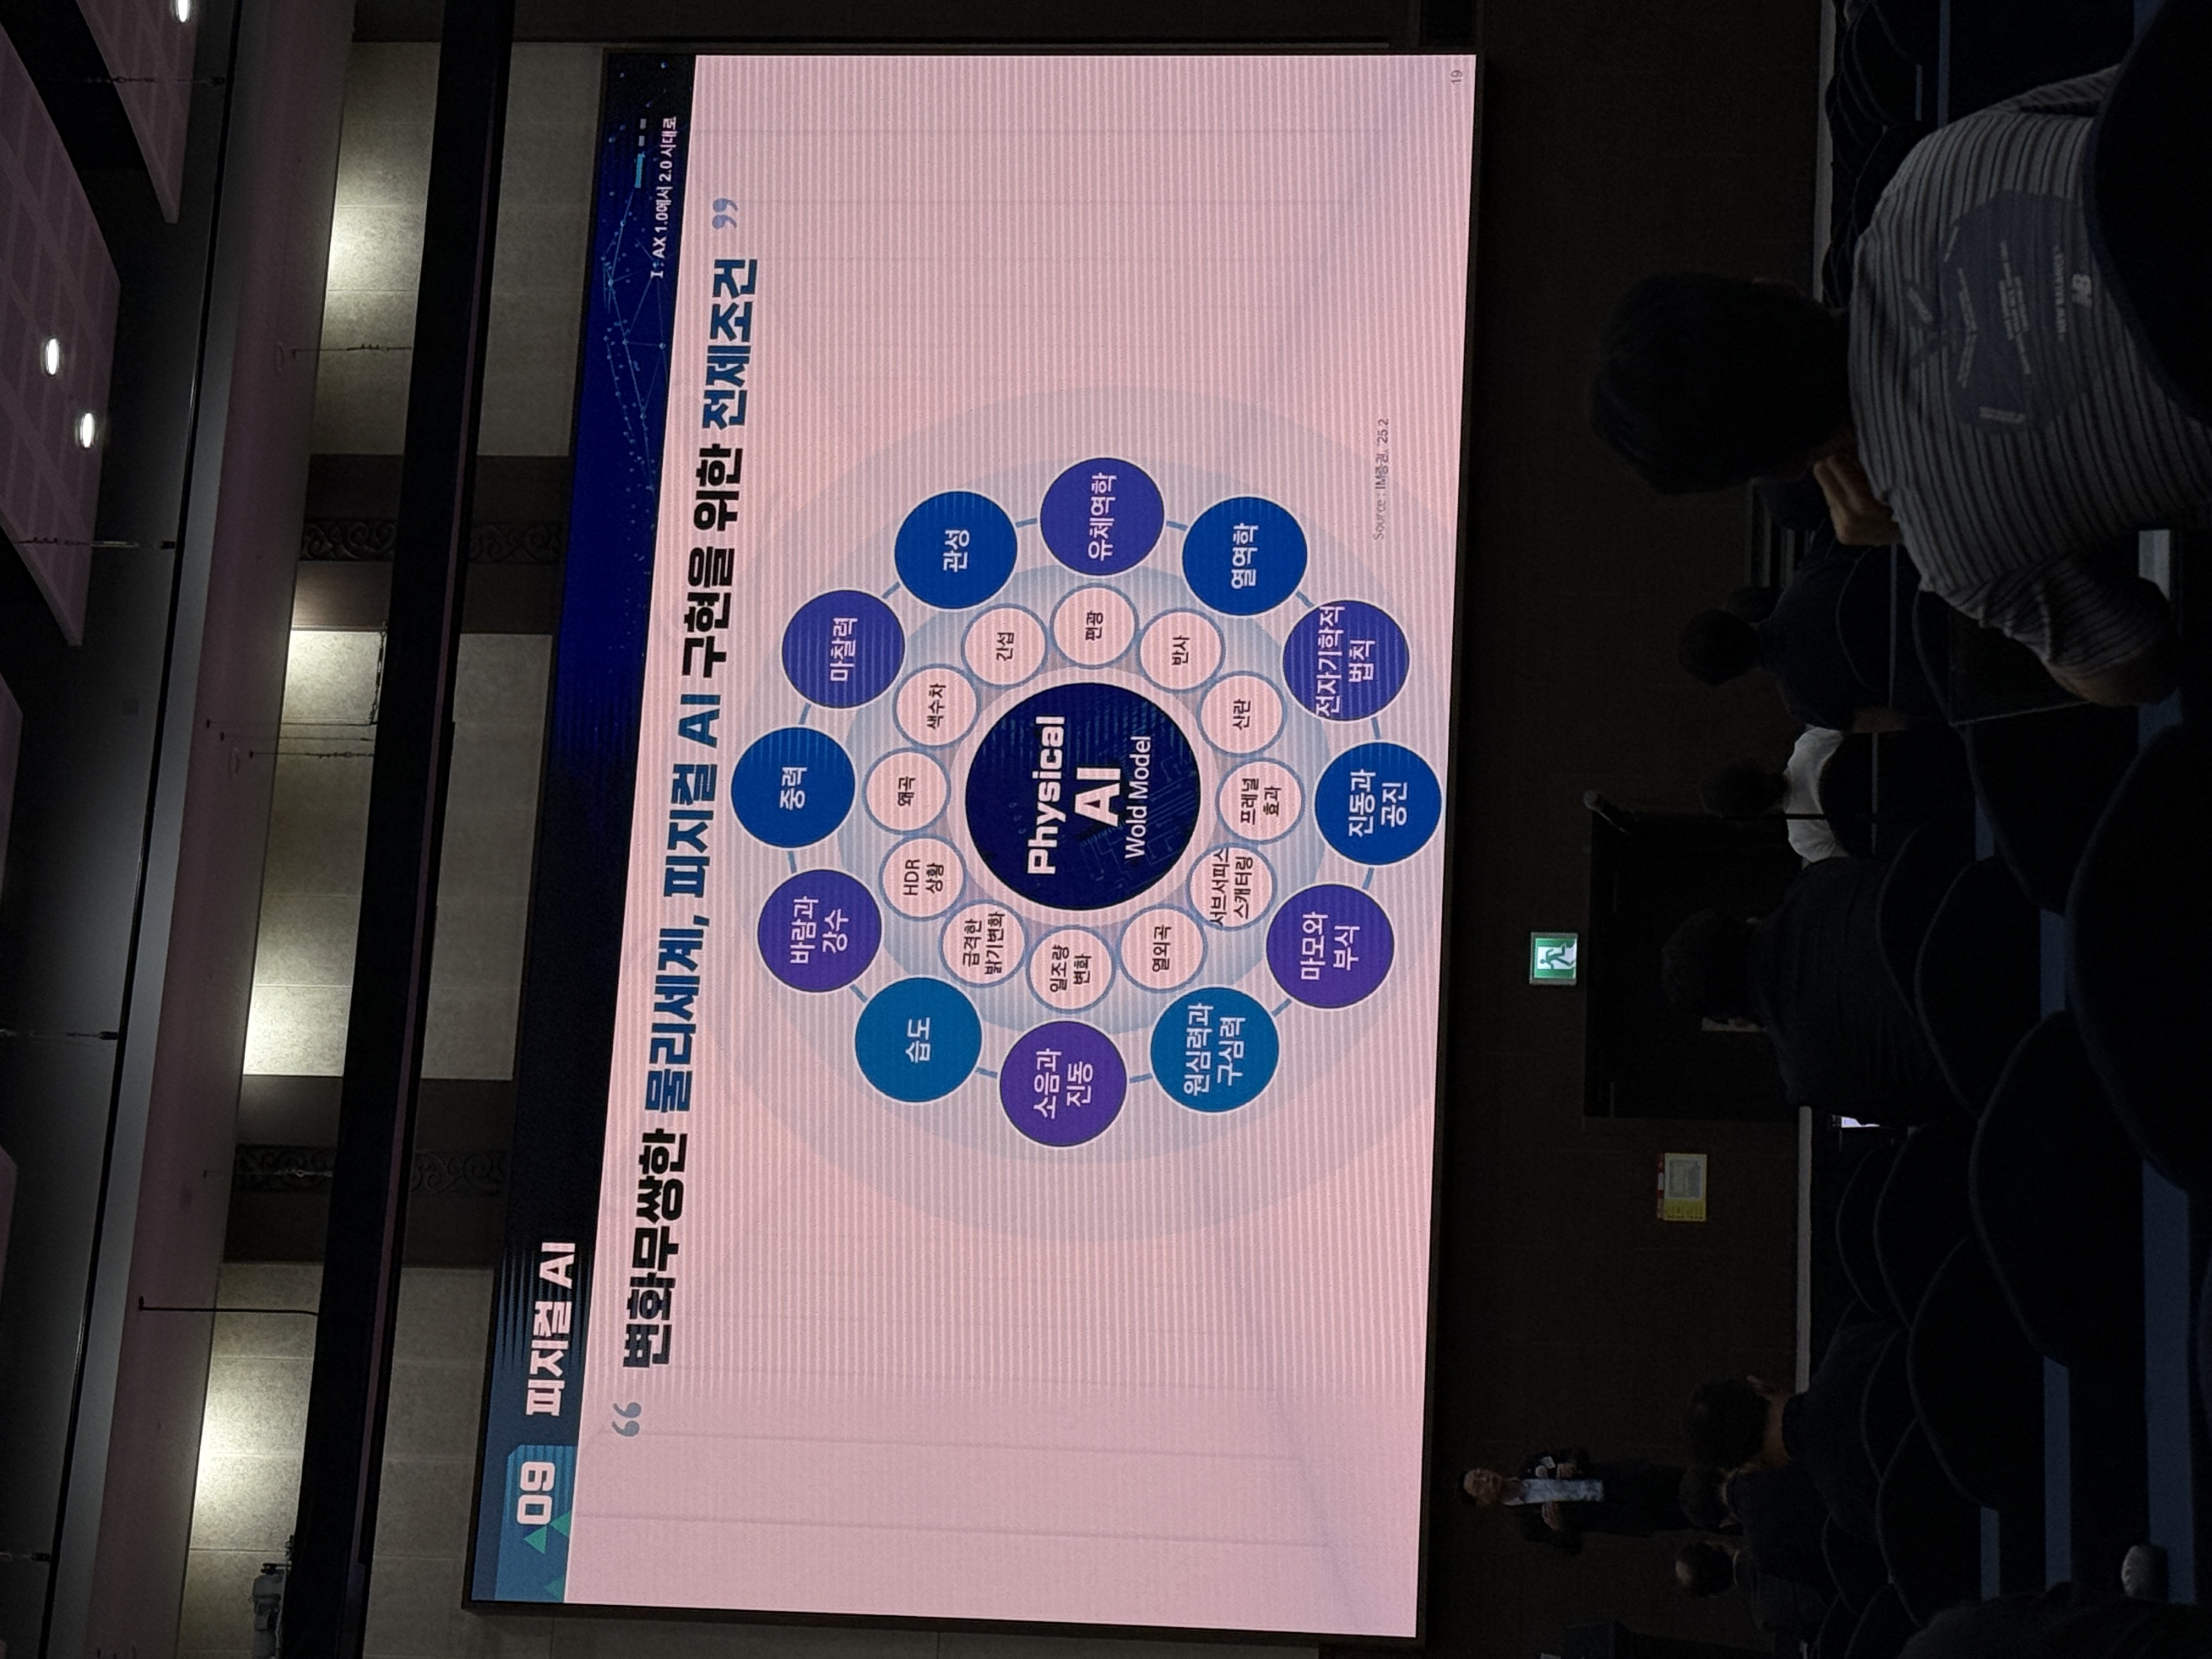 09
피지컬 AI
I : AX 1.0에서 2.0 시대로
“ 변화무쌍한 물리세계, 피지컬 AI 구현을 위한 전제조건 ”
중력
마찰력
관성
유체역학
열역학
전자기학적
법칙
진동과
공진
마모와
부식
원심력과
구심력
소음과
진동
습도
바람과
강수
왜곡
색수차
간섭
편광
반사
산란
프레널
효과
서브서피스
스캐터링
열외곡
일조량
변화
급격한
밝기변화
HDR
상황
Physical
AI
Wold Model
Source : IM증권, '25.2
19
NEW BALANCE
NB